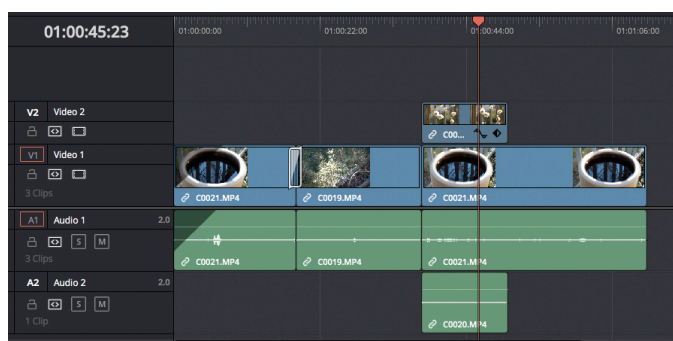 01:00:45:23
01:00:00:00 01:00:22:00 01:00:44:00 01:01:06:00
V2 Video 2
C00...
V1 Video 1
3 Clips
C0021.MP4 C0019.MP4 C0021.MP4
A1 Audio 1 2.0
S M
3 Clips
C0021.MP4 C0019.MP4 C0021.MP4
A2 Audio 2 2.0
S M
1 Clip
C0020.MP4